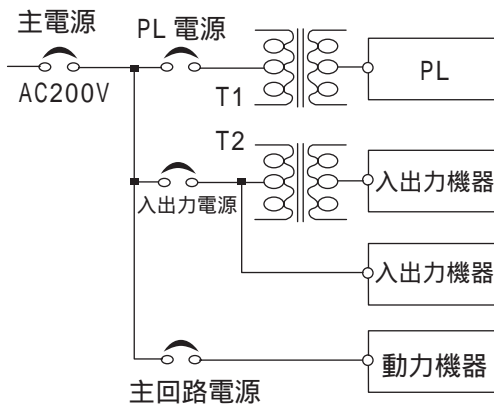 主電源
PL 電源
AC200V
T1
PL
T2
入出力電源
入出力機器
入出力機器
主回路電源
動力機器